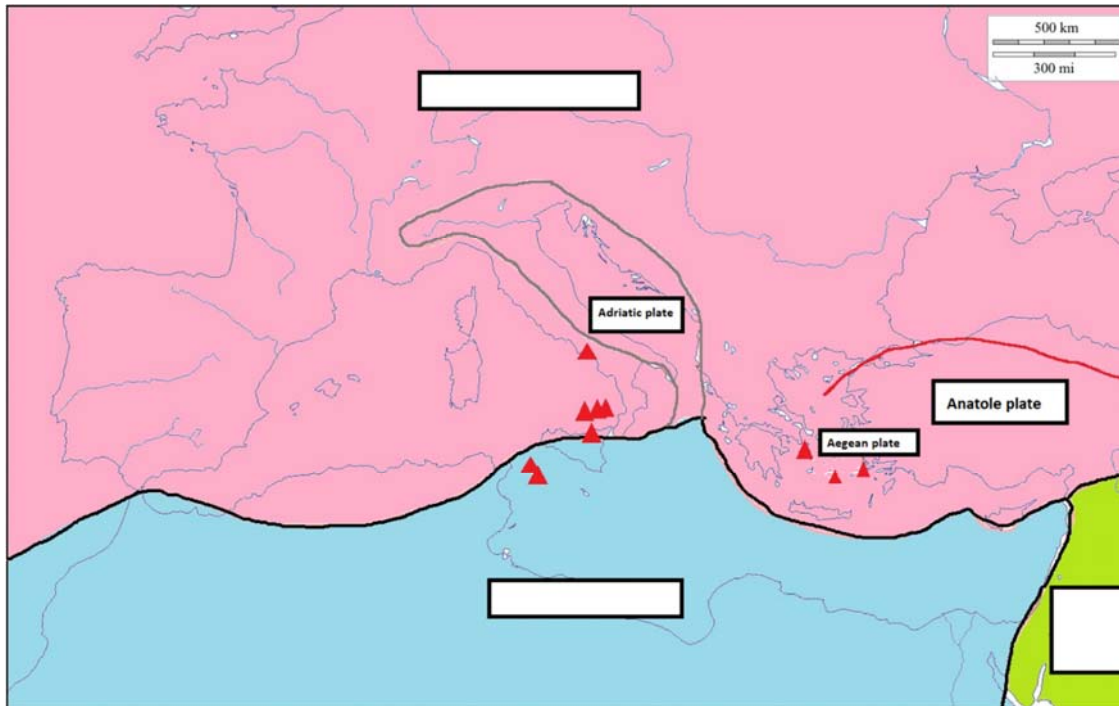 500 km
300 mi
Adriatic plate
Anatole plate
Aegean plate